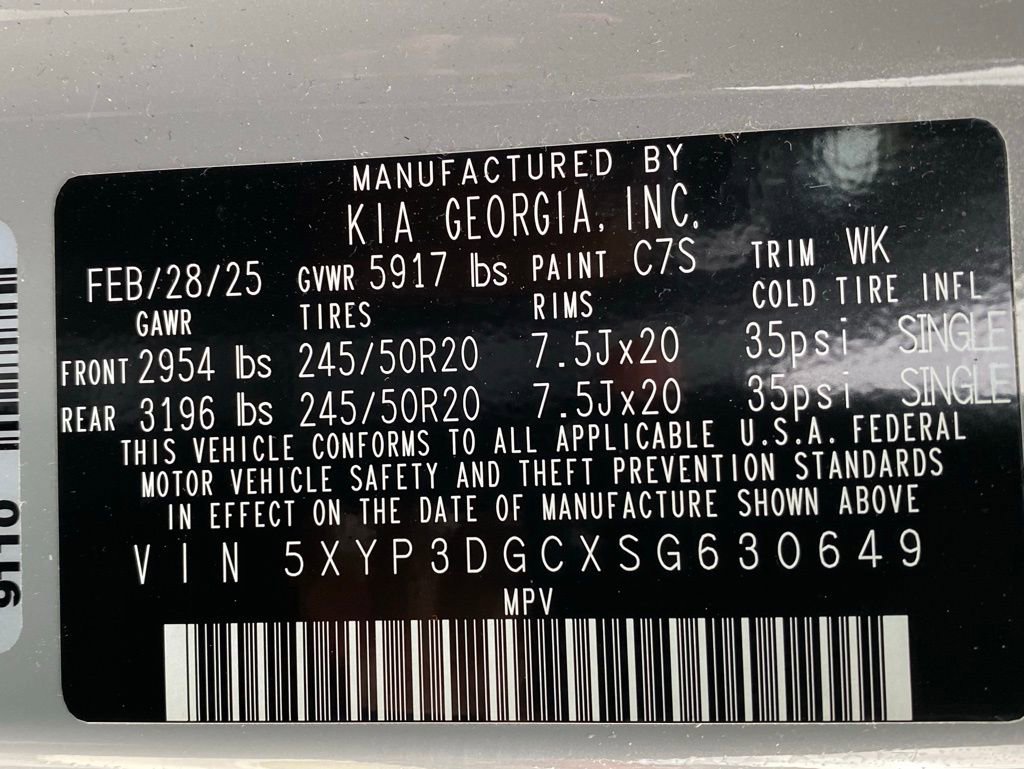 MANUFACTURED BY
KIA GEORGIA, INC.
FEB/28/25 GVWR 5917 lbs PAINT C7S TRIM WK
GAWR TIRES RIMS COLD TIRE INFL
FRONT 2954 lbs 245/50R20 7.5Jx20 35psi SINGLE
REAR 3196 lbs 245/50R20 7.5Jx20 35psi SINGLE
THIS VEHICLE CONFORMS TO ALL APPLICABLE U.S.A. FEDERAL
MOTOR VEHICLE SAFETY AND THEFT PREVENTION STANDARDS
IN EFFECT ON THE DATE OF MANUFACTURE SHOWN ABOVE
VIN 5XYP3DGCXSG630649
MPV